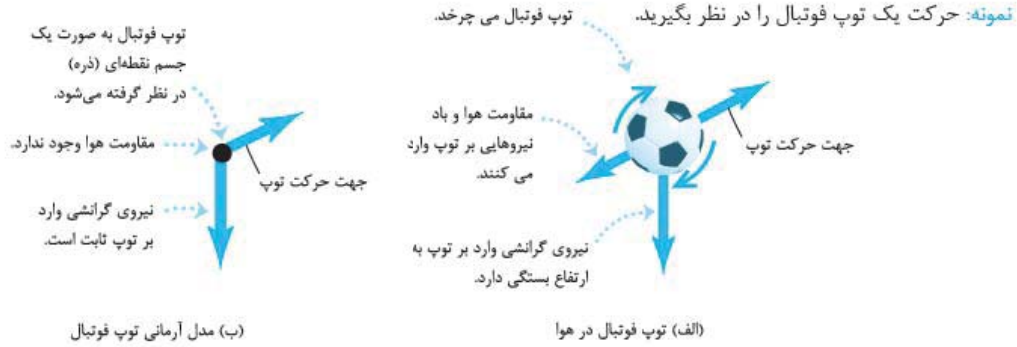 نمونه: حرکت یک توپ فوتبال را در نظر بگیرید.
توپ فوتبال می چرخد.
مقاومت هوا و باد
نیروهایی بر توپ وارد
می کنند.
جهت حرکت توپ
نیروی گرانشی وارد بر توپ به
ارتفاع بستگی دارد.
(الف) توپ فوتبال در هوا
توپ فوتبال به صورت یک
جسم نقطه‌ای (ذره)
در نظر گرفته می‌شود.
مقاومت هوا وجود ندارد.
جهت حرکت توپ
نیروی گرانشی وارد
بر توپ ثابت است.
(ب) مدل آرمانی توپ فوتبال